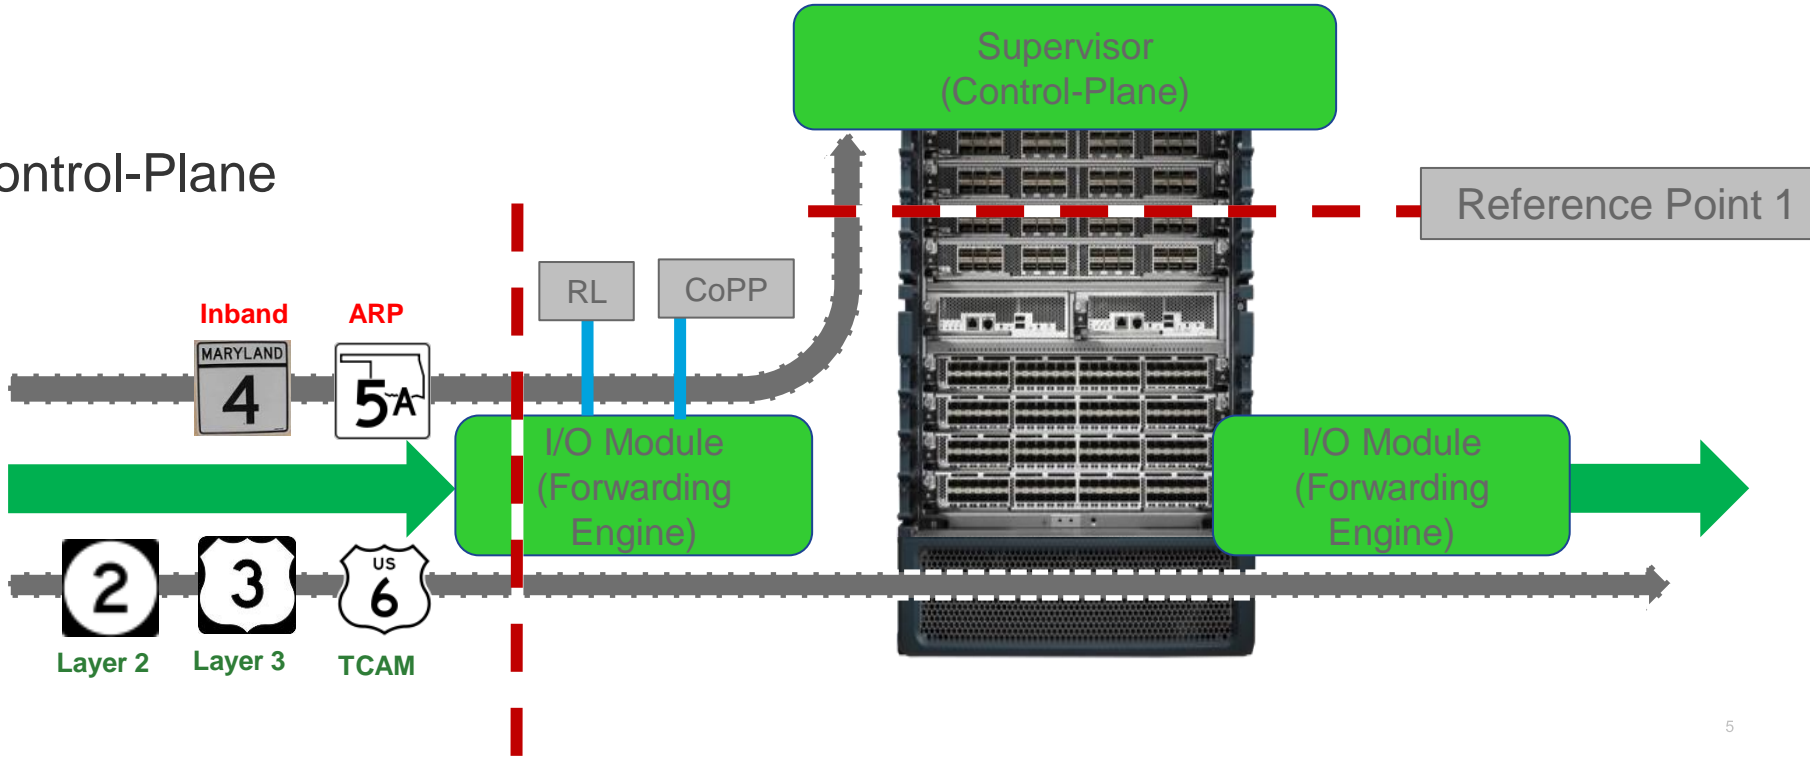 Supervisor
(Control-Plane)
ontrol-Plane
Reference Point 1
RL
CoPP
Inband
ARP
MARYLAND
4
5A
I/O Module
(Forwarding
Engine)
I/O Module
(Forwarding
Engine)
2
3
US
6
Layer 2
Layer 3
TCAM
5